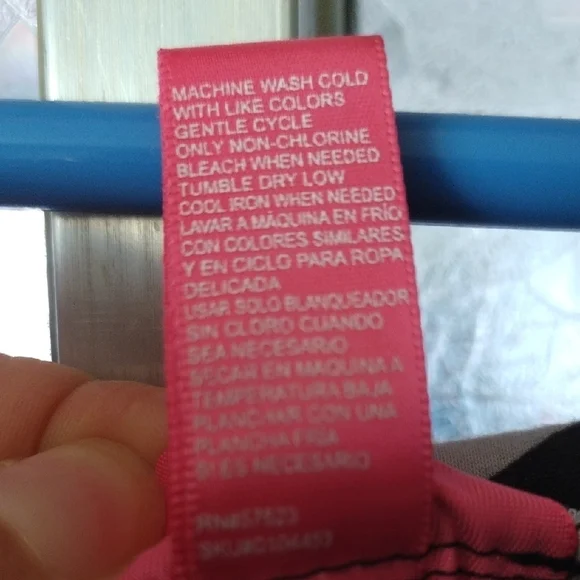 MACHINE WASH COLD
WITH LIKE COLORS
GENTLE CYCLE
ONLY NON-CHLORINE
BLEACH WHEN NEEDED
TUMBLE DRY LOW
COOL IRON WHEN NEEDED
LAVAR A MÁQUINA EN FRÍO
CON COLORES SIMILARES
Y EN CICLO PARA ROPA
DELICADA
USAR SOLO BLANQUEADOR
SIN CLORO CUANDO
SEA NECESARIO
SECAR EN MAQUINA A
TEMPERATURA BAJA
PLANCHAR CON UNA
PLANCHA FRIA
SI ES NECESARIO